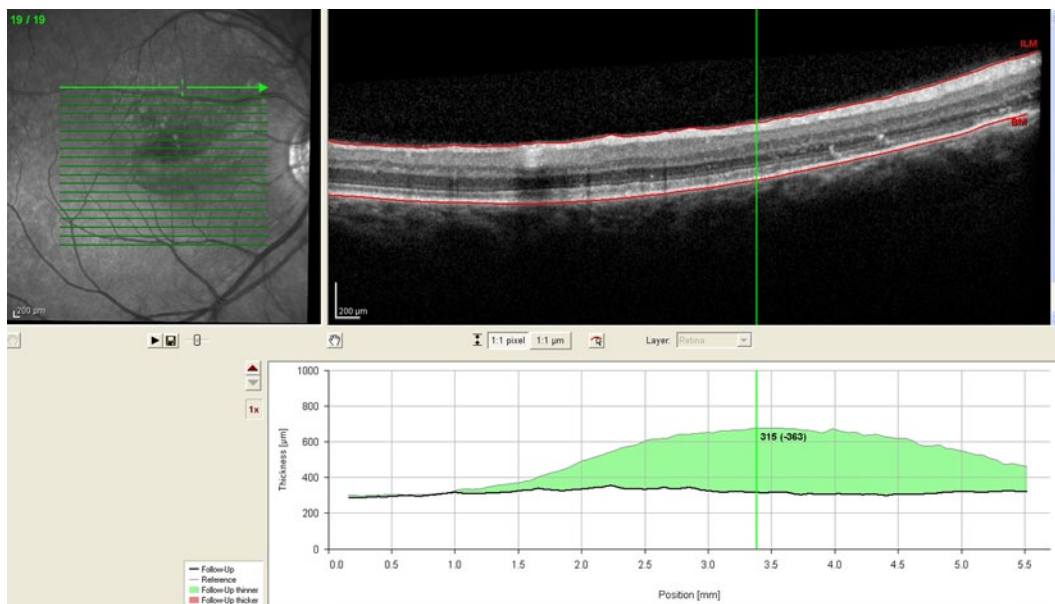 19 / 19
ILM
BM
200 µm
200 µm
1:1 pixel
1:1 µm
Layer:
Retina
1x
1000
800
600
400
200
0
Thickness [µm]
315 (-363)
0.0 0.5 1.0 1.5 2.0 2.5 3.0 3.5 4.0 4.5 5.0 5.5
Position [mm]
Follow-Up
Reference
Follow-Up thinner
Follow-Up thicker